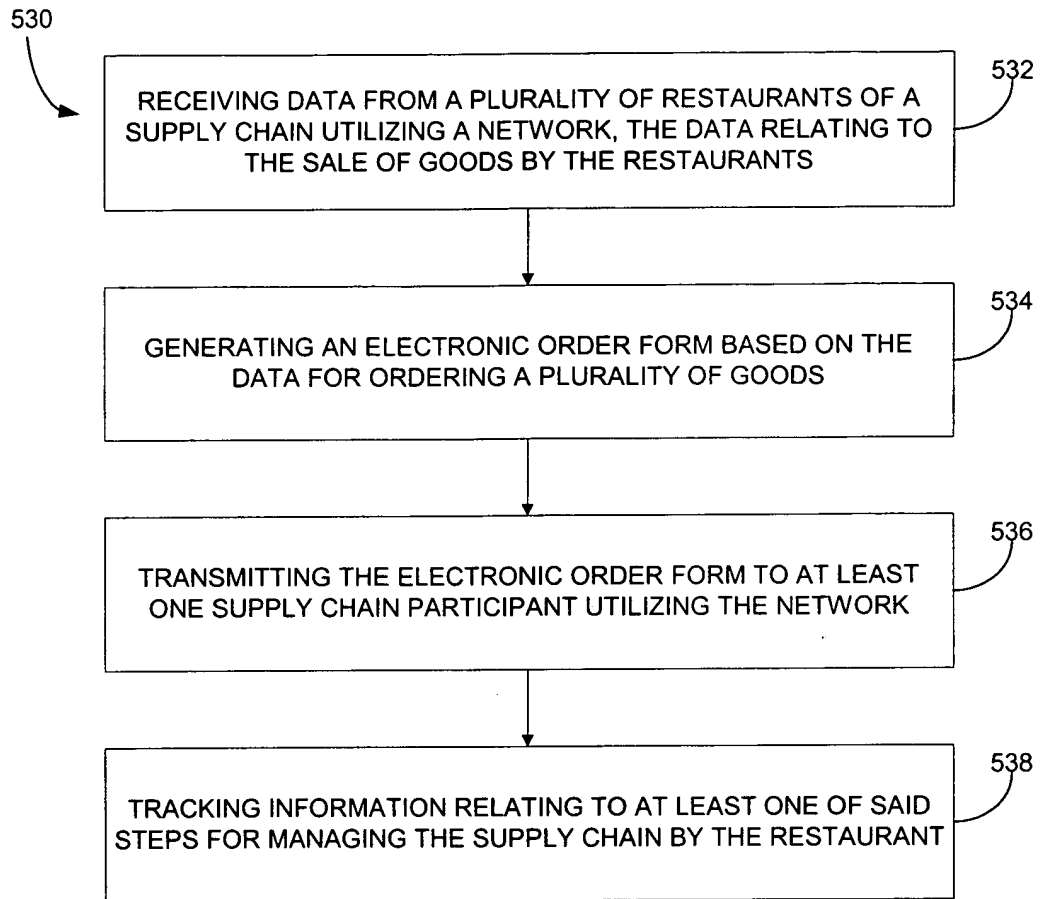 530
532
RECEIVING DATA FROM A PLURALITY OF RESTAURANTS OF A
SUPPLY CHAIN UTILIZING A NETWORK, THE DATA RELATING TO
THE SALE OF GOODS BY THE RESTAURANTS
534
GENERATING AN ELECTRONIC ORDER FORM BASED ON THE
DATA FOR ORDERING A PLURALITY OF GOODS
536
TRANSMITTING THE ELECTRONIC ORDER FORM TO AT LEAST
ONE SUPPLY CHAIN PARTICIPANT UTILIZING THE NETWORK
538
TRACKING INFORMATION RELATING TO AT LEAST ONE OF SAID
STEPS FOR MANAGING THE SUPPLY CHAIN BY THE RESTAURANT